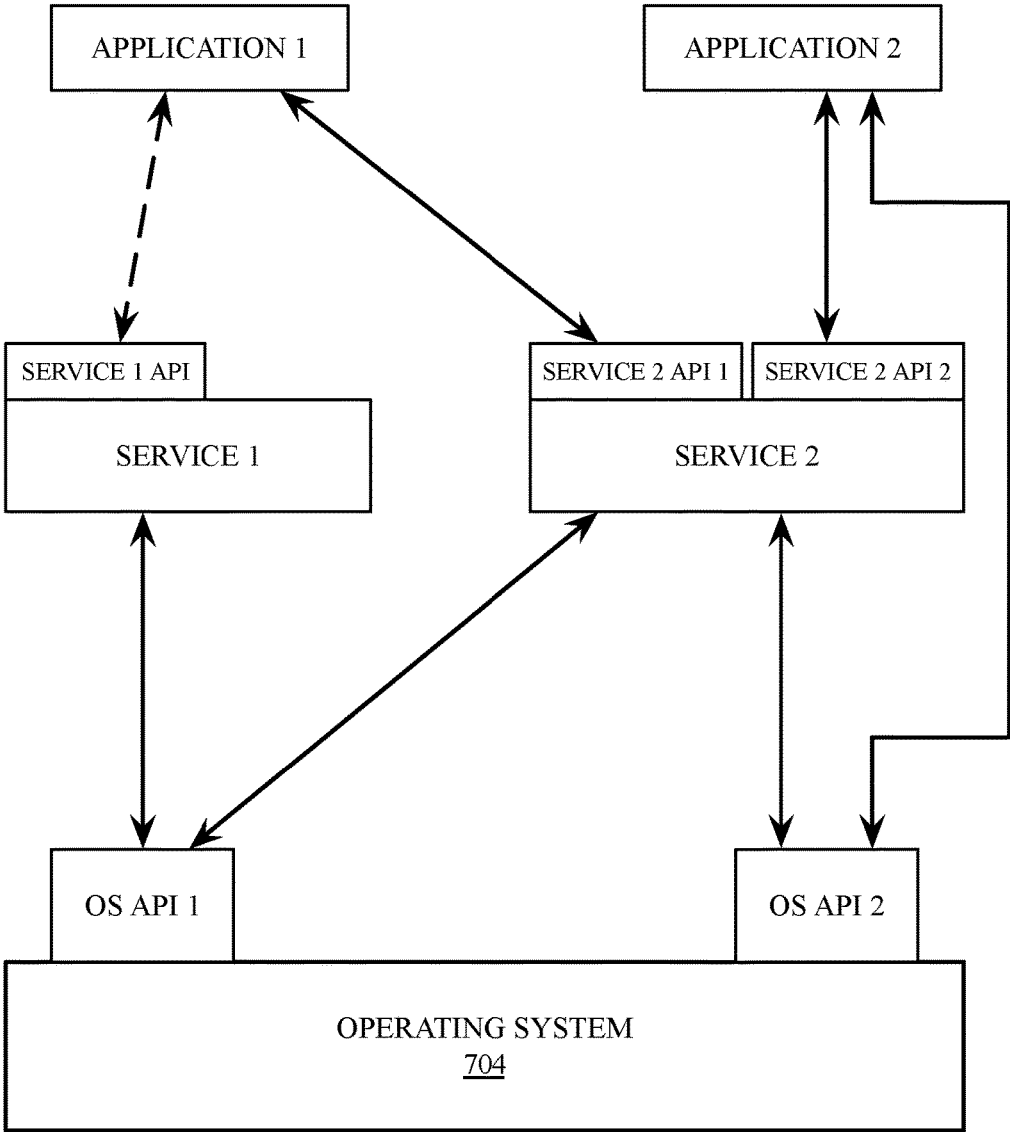 APPLICATION 1
APPLICATION 2
SERVICE 1 API
SERVICE 2 API 1
SERVICE 2 API 2
SERVICE 1
SERVICE 2
OS API 1
OS API 2
OPERATING SYSTEM
704